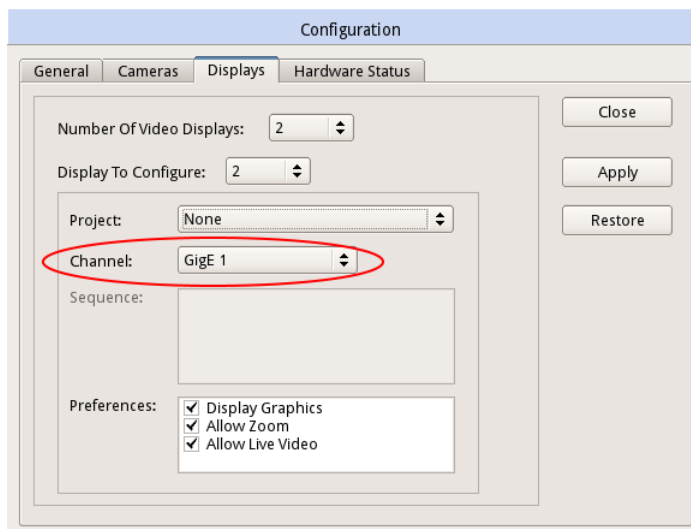 Configuration
General Cameras Displays Hardware Status
Number Of Video Displays: 2
Close
Display To Configure: 2
Apply
Project: None
Restore
Channel: GigE 1
Sequence:
Preferences: Display Graphics
Allow Zoom
Allow Live Video